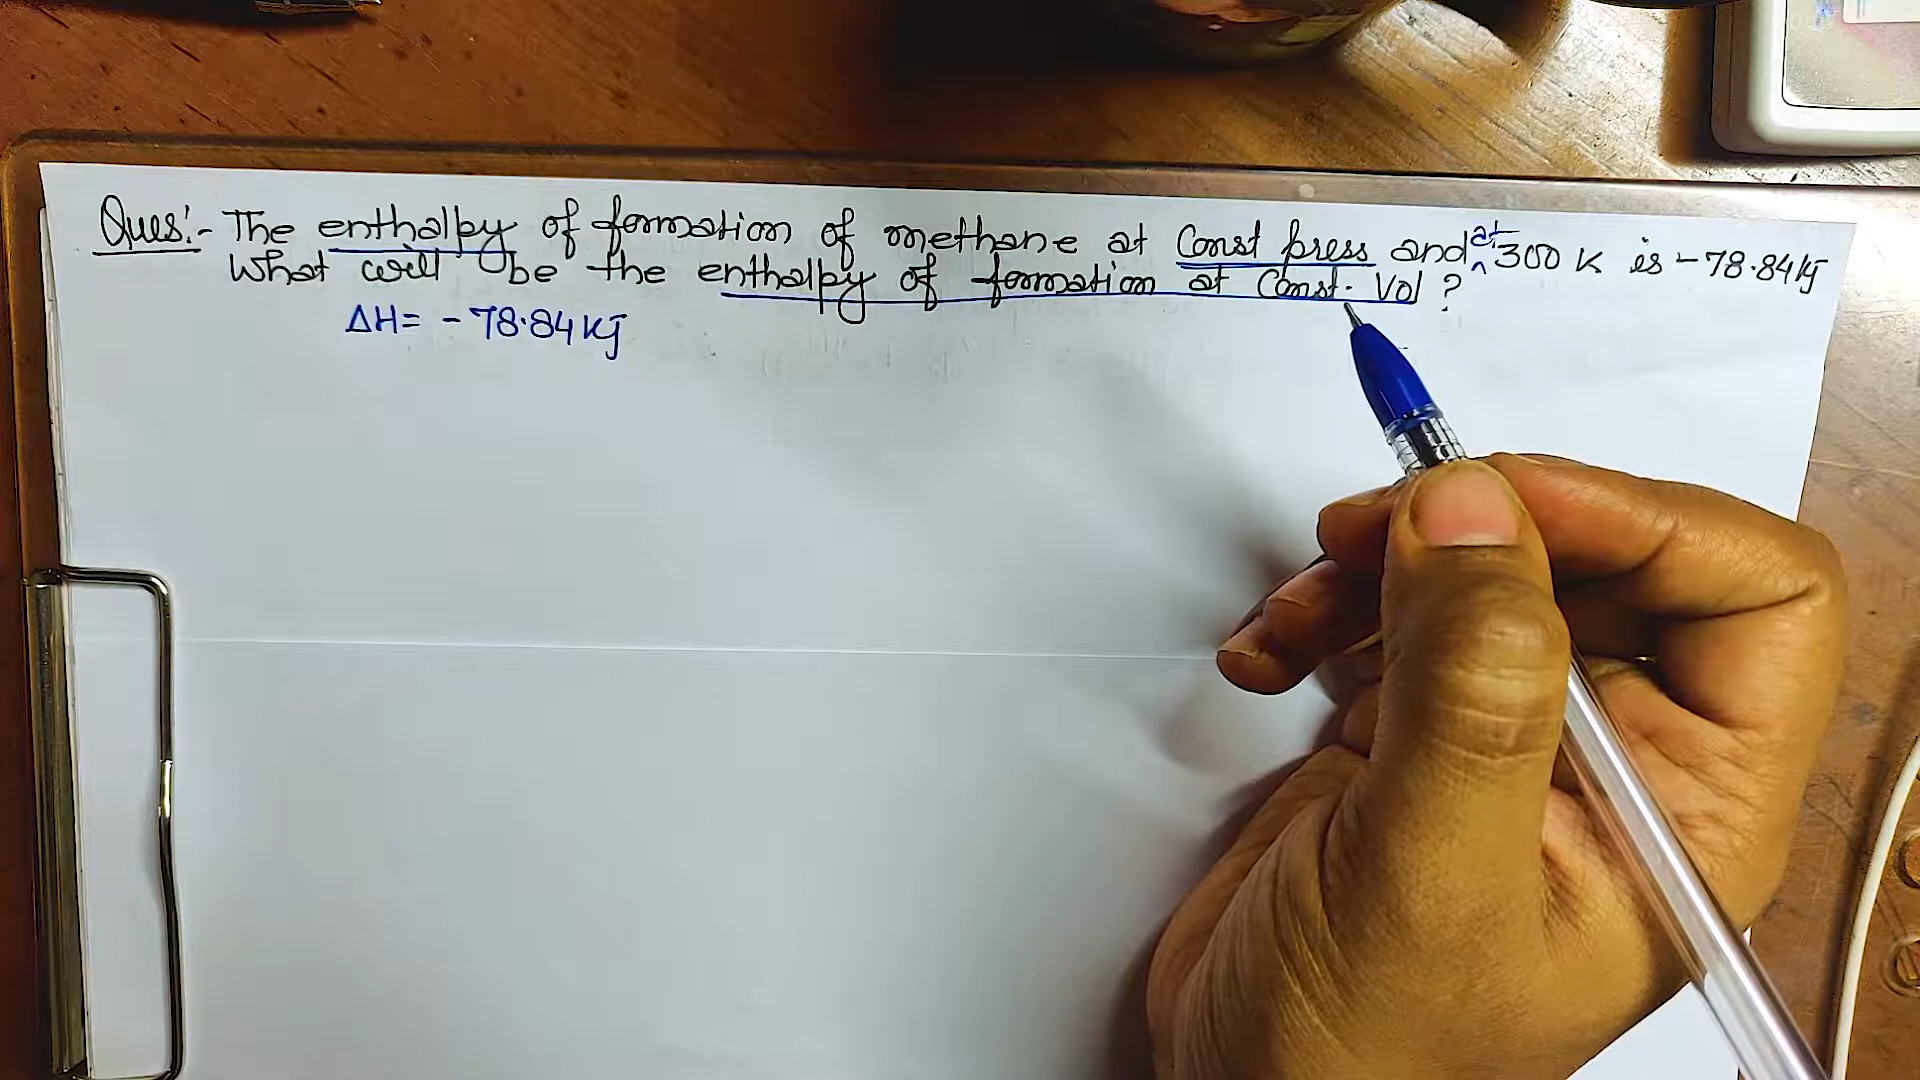 Ques:- The enthalpy of formation of methane at Const press and at 300 K is -78.84 kJ
What will be the enthalpy of formation at Const. Vol ?
ΔH = -78.84 kJ